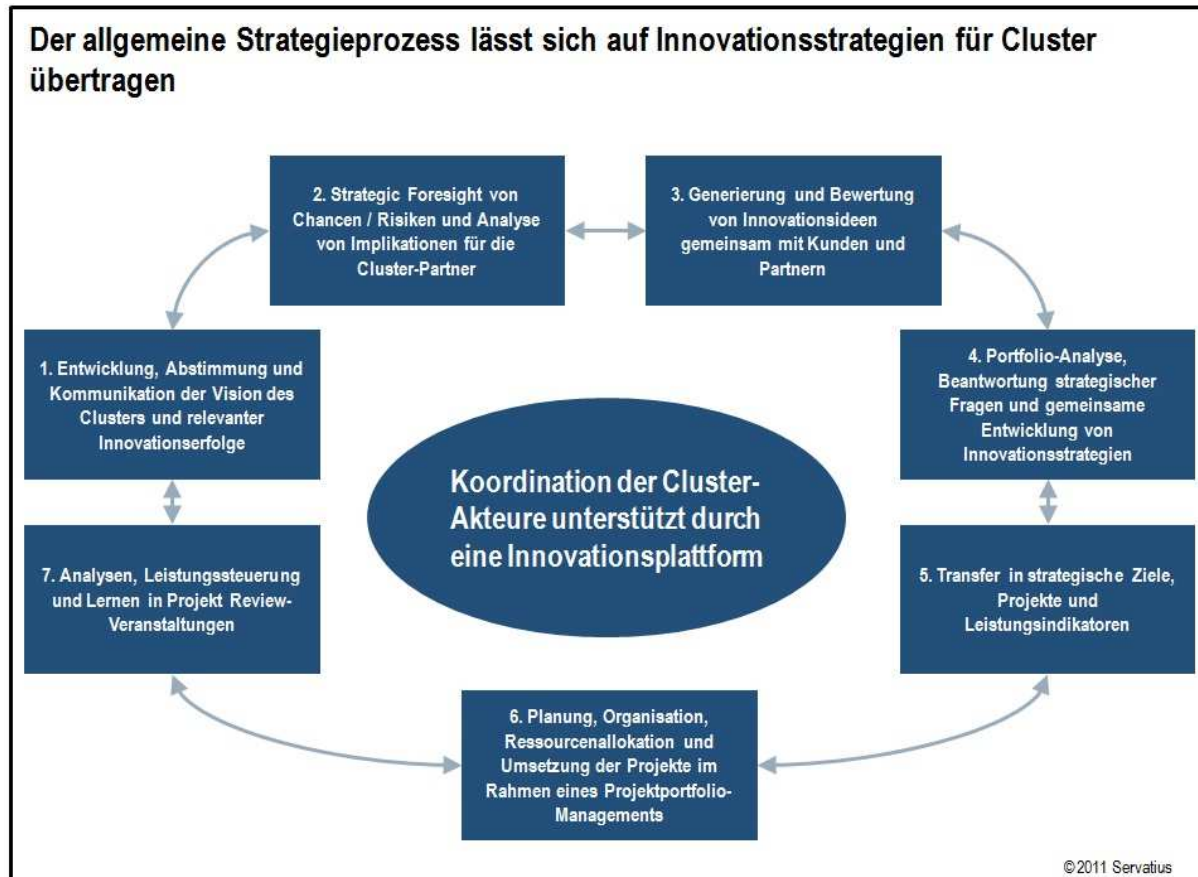 Der allgemeine Strategieprozess lässt sich auf Innovationsstrategien für Cluster
übertragen
2. Strategic Foresight von
Chancen / Risiken und Analyse
von Implikationen für die
Cluster-Partner
3. Generierung und Bewertung
von Innovationsideen
gemeinsam mit Kunden und
Partnern
1. Entwicklung, Abstimmung und
Kommunikation der Vision des
Clusters und relevanter
Innovationserfolge
4. Portfolio-Analyse,
Beantwortung strategischer
Fragen und gemeinsame
Entwicklung von
Innovationsstrategien
Koordination der Cluster-
Akteure unterstützt durch
eine Innovationsplattform
7. Analysen, Leistungssteuerung
und Lernen in Projekt Review-
Veranstaltungen
5. Transfer in strategische Ziele,
Projekte und
Leistungsindikatoren
6. Planung, Organisation,
Ressourcenallokation und
Umsetzung der Projekte im
Rahmen eines Projektportfolio-
Managements
©2011 Servatius